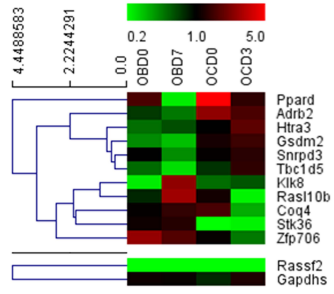 4.4488583
2.2244291
0.0
0.2 1.0 5.0
OBD0
OBD7
OCD0
OCD3
Ppard
Adrb2
Htra3
Gsdm2
Snrpd3
Tbc1d5
Klk8
Rasl10b
Coq4
Stk36
Zfp706
Rassf2
Gapdhs